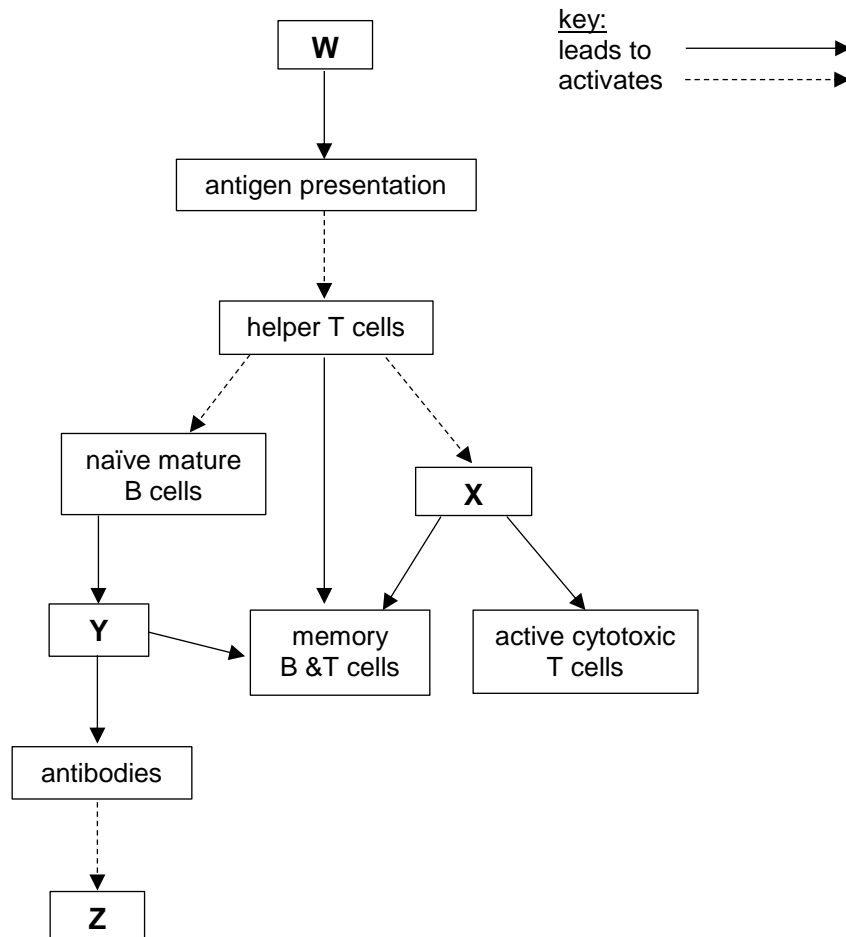 key:
leads to
activates
W
antigen presentation
helper T cells
naïve mature
B cells
X
Y
memory
B &T cells
active cytotoxic
T cells
antibodies
Z